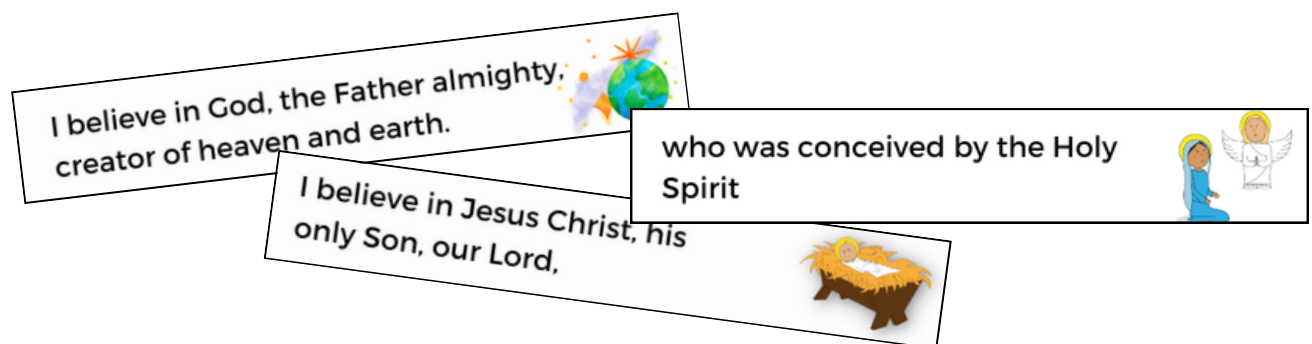 I believe in God, the Father almighty,
creator of heaven and earth.
I believe in Jesus Christ, his
only Son, our Lord,
who was conceived by the Holy
Spirit